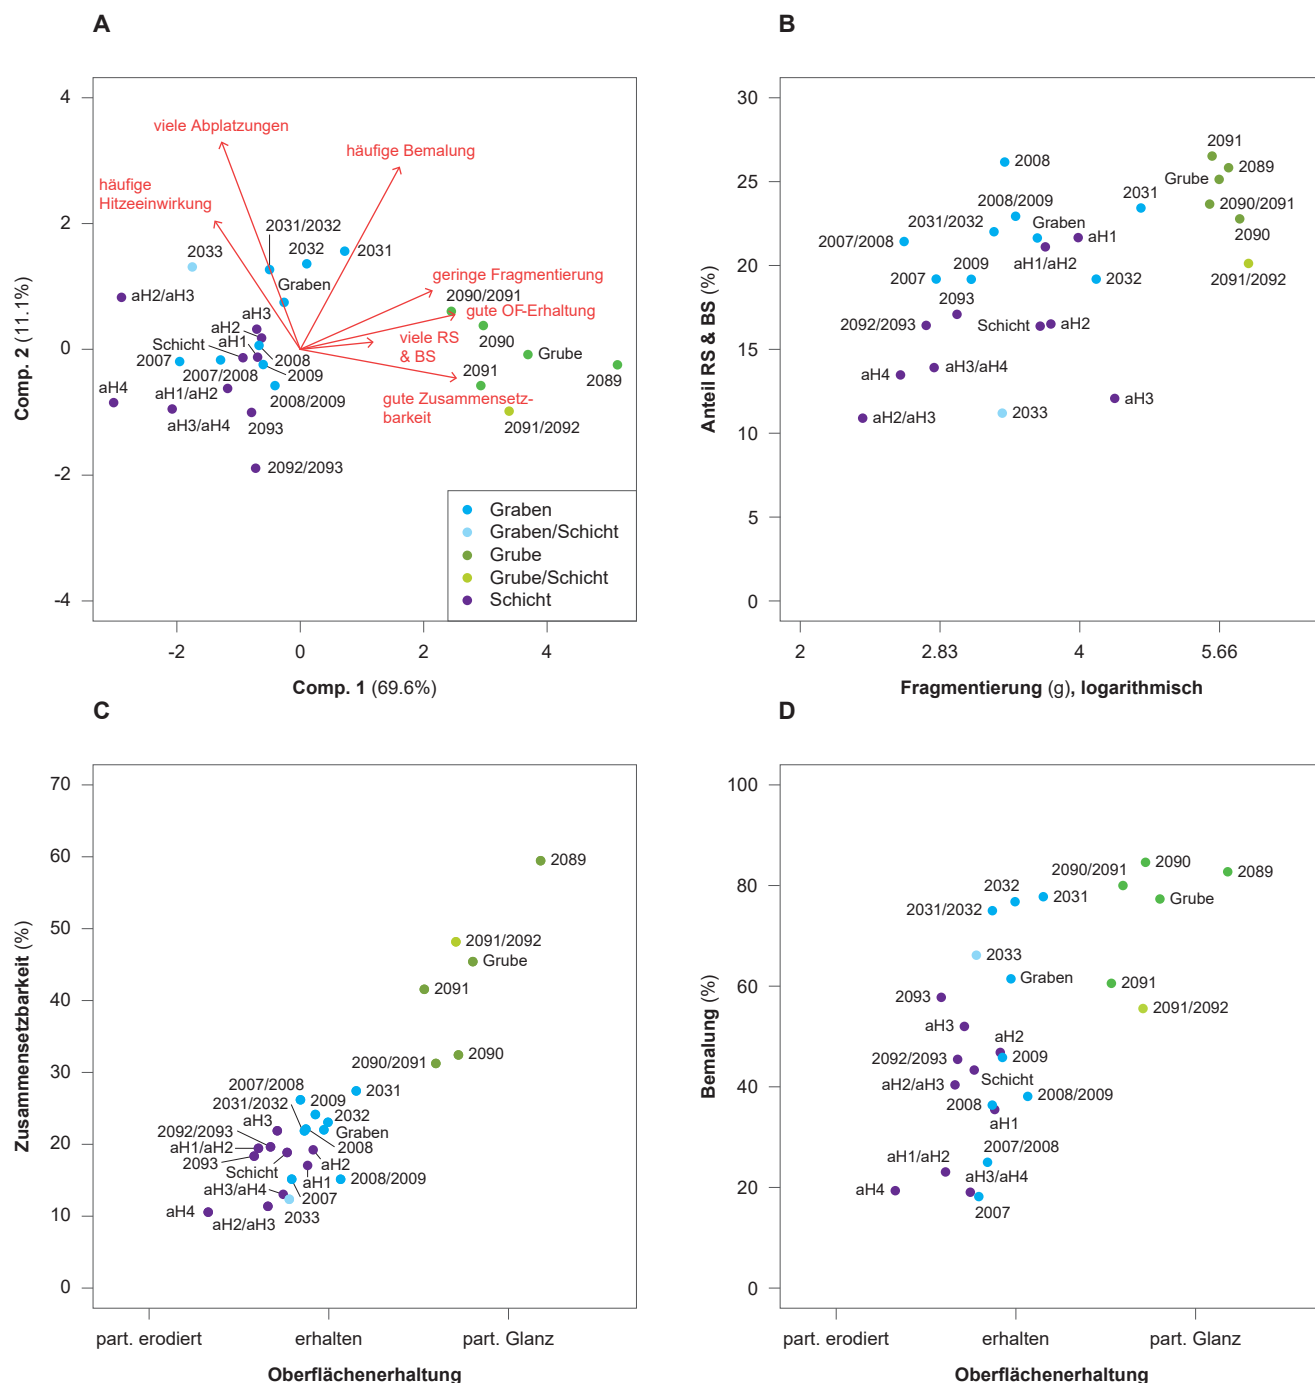 A
4
2
0
-2
-4
Comp. 2 (11.1%)
viele Abplatzungen
häufige Bemalung
häufige
Hitzeeinwirkung
2031/2032
2033
2032
2031
geringe Fragmentierung
Graben
aH2/aH3
2090/2091
aH3
gute OF-Erhaltung
aH2
viele RS
& BS
2090
Schicht
aH1
Grube
2007
2008
2007/2008
2009
2091
2089
aH4
aH1/aH2
2008/2009
gute Zusammensetz-
barkeit
aH3/aH4
2093
2091/2092
2092/2093
Graben
Graben/Schicht
Grube
Grube/Schicht
Schicht
-2
0
2
4
Comp. 1 (69.6%)
B
30
25
20
15
10
5
0
Anteil RS & BS (%)
2091
2008
2089
Grube
2008/2009
2031
2090/2091
2031/2032
Graben
2007/2008
aH1
2090
aH1/aH2
2007
2009
2032
2091/2092
2093
2092/2093
Schicht
aH2
aH4
aH3/aH4
aH3
aH2/aH3
2033
2
2.83
4
5.66
Fragmentierung (g), logarithmisch
C
70
60
50
40
30
20
10
0
Zusammensetzbarkeit (%)
2089
2091/2092
Grube
2091
2090
2090/2091
2007/2008
2031
2031/2032
2009
2032
aH3
Graben
2092/2093
aH1/aH2
2008
2093
Schicht
aH2
aH1
2008/2009
aH3/aH4
2007
aH4
2033
aH2/aH3
part. erodiert
erhalten
part. Glanz
Oberflächenerhaltung
D
100
80
60
40
20
0
Bemalung (%)
2090
2090/2091
2089
2032
2031
Grube
2031/2032
2033
Graben
2091
2093
2091/2092
aH3
aH2
2092/2093
2009
Schicht
aH2/aH3
2008/2009
2008
aH1
2007/2008
aH1/aH2
aH3/aH4
aH4
2007
part. erodiert
erhalten
part. Glanz
Oberflächenerhaltung